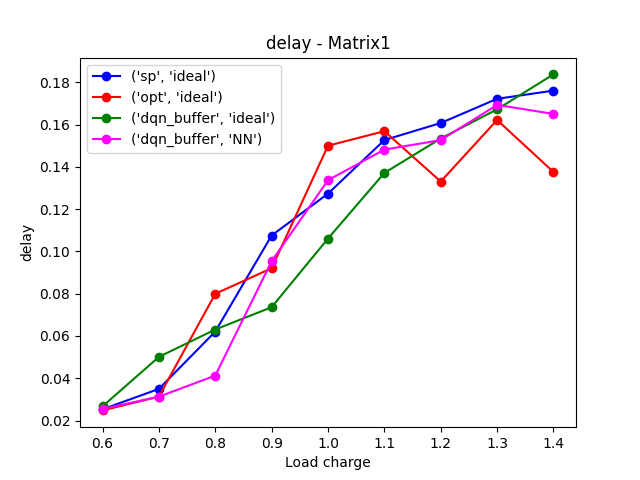 delay - Matrix1
('sp', 'ideal')
('opt', 'ideal')
('dqn_buffer', 'ideal')
('dqn_buffer', 'NN')
delay
0.18
0.16
0.14
0.12
0.10
0.08
0.06
0.04
0.02
0.6 0.7 0.8 0.9 1.0 1.1 1.2 1.3 1.4
Load charge